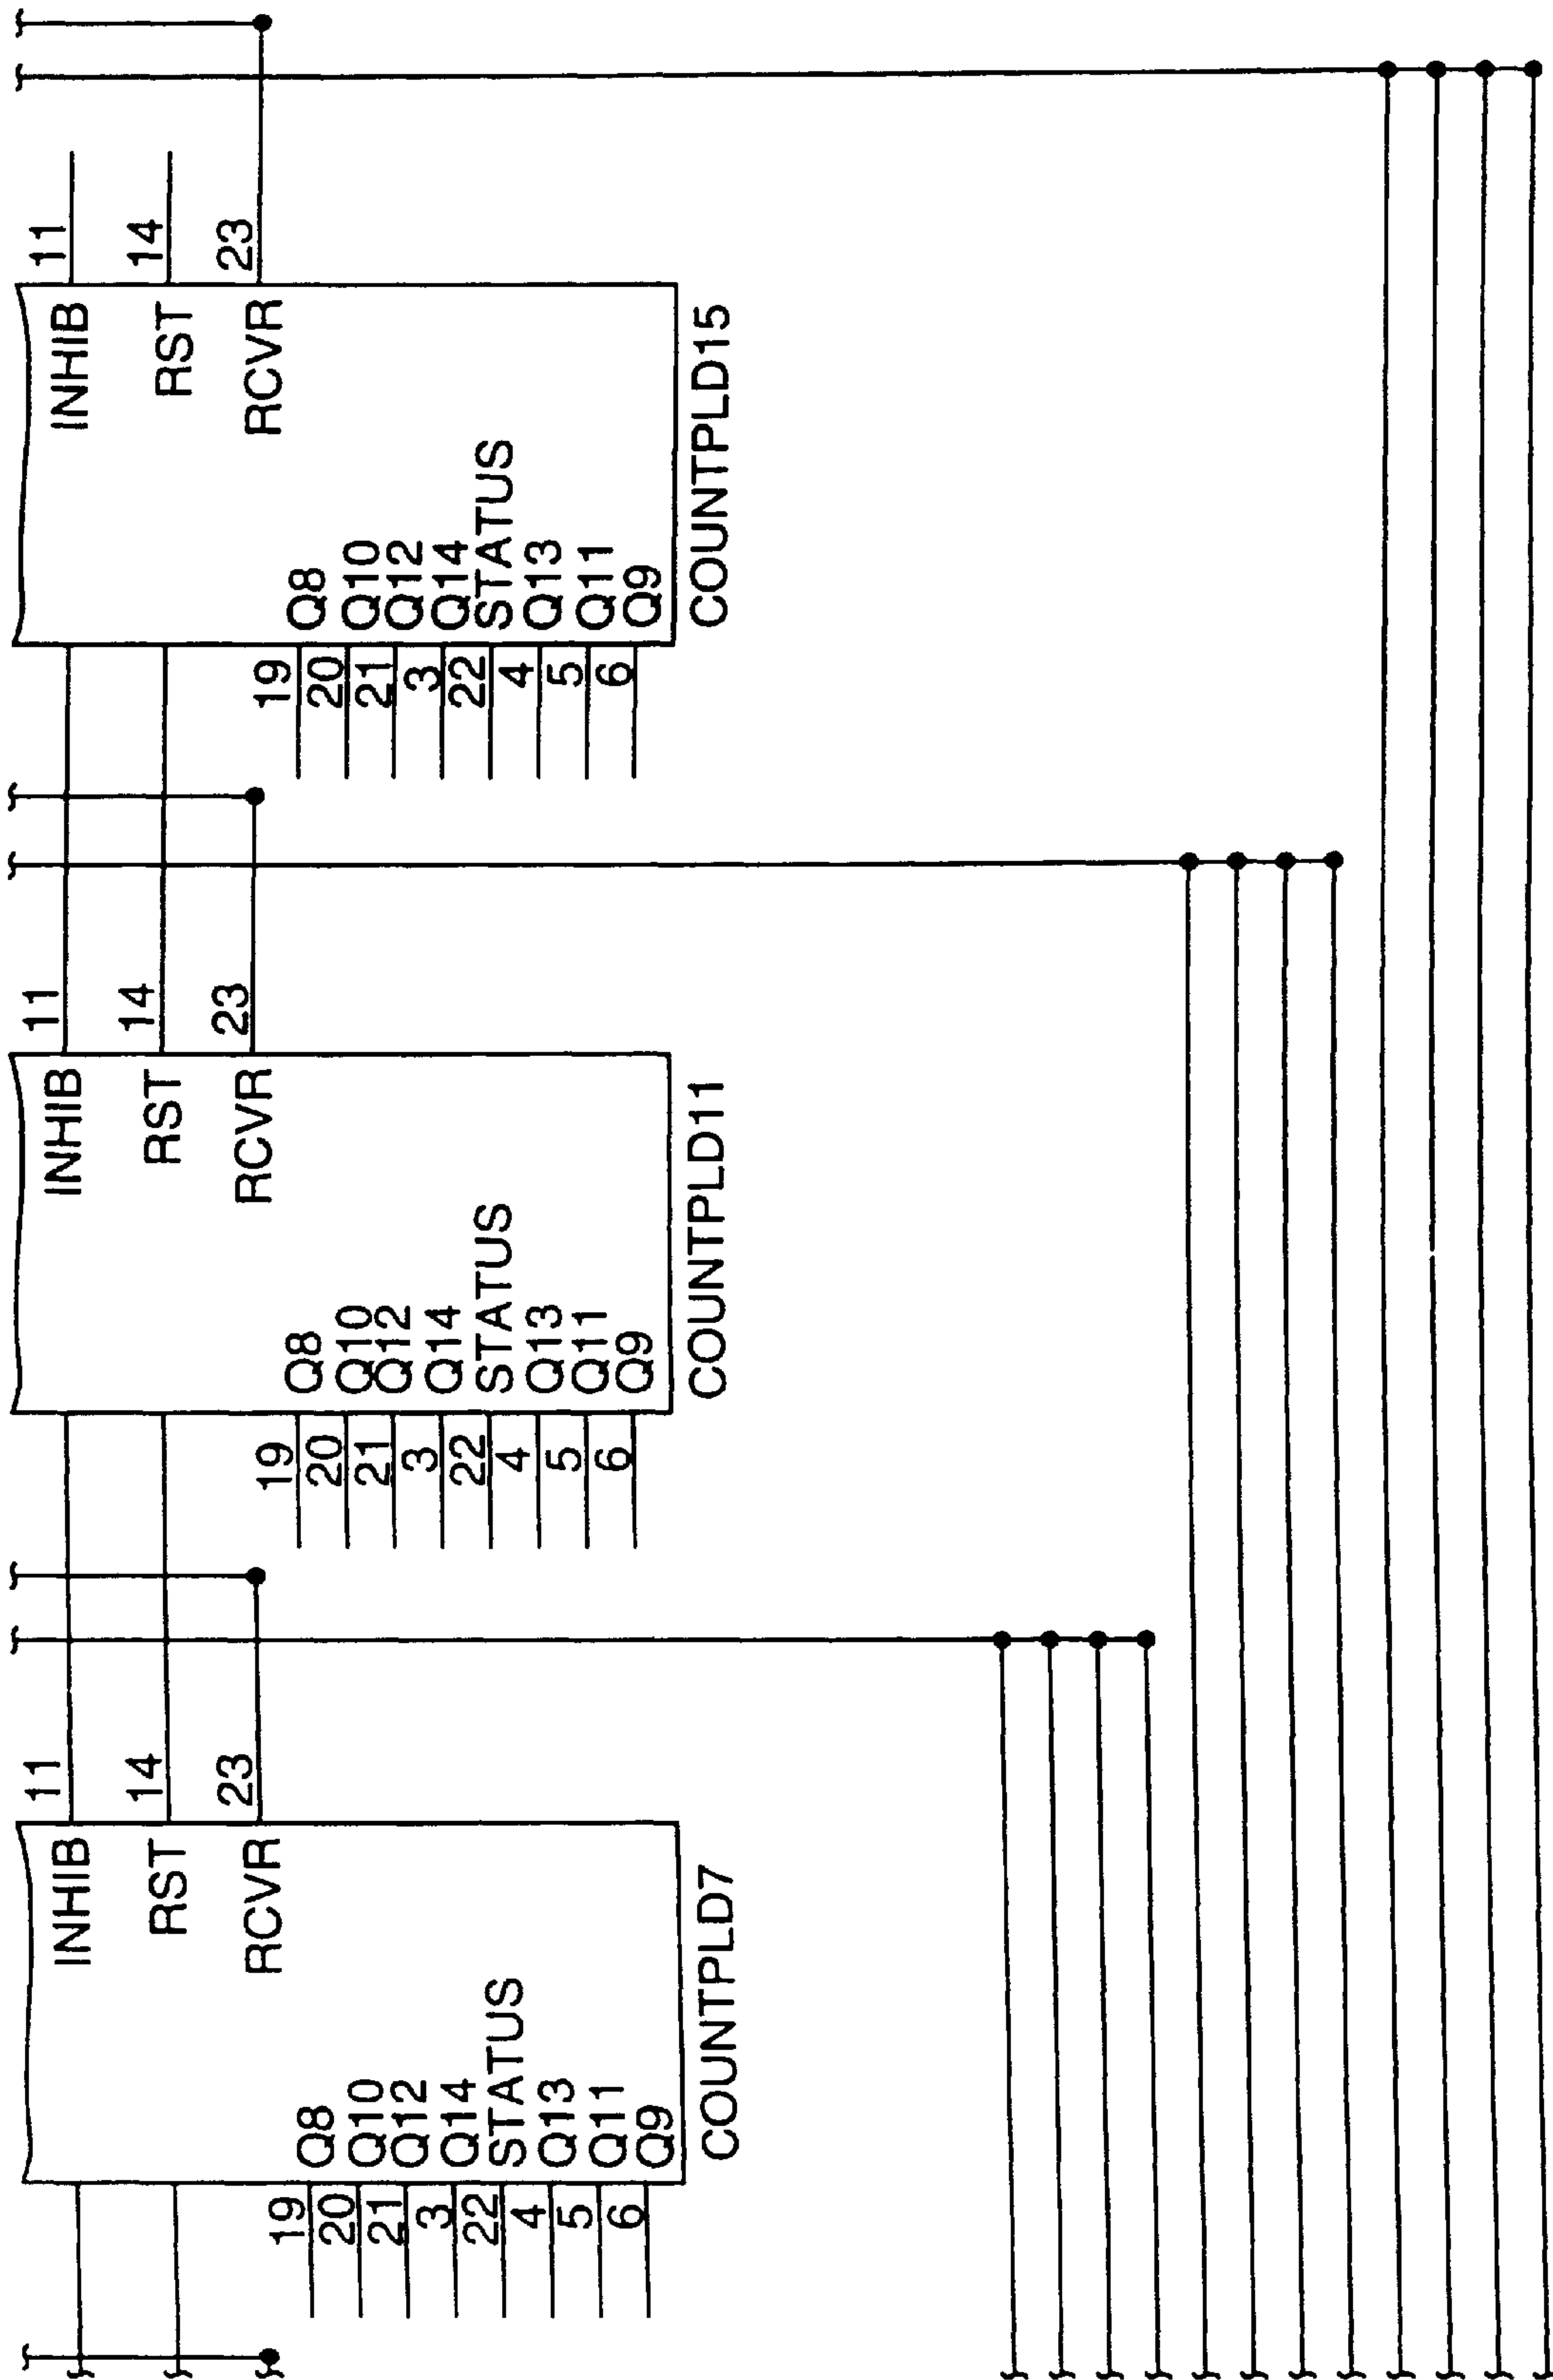 INHIB 11
RST 14
RCVR 23
19 Q8
20 Q10
21 Q12
3 Q14
22 STATUS
4 Q13
5 Q11
6 Q9
COUNTPLD7
INHIB 11
RST 14
RCVR 23
19 Q8
20 Q10
21 Q12
3 Q14
22 STATUS
4 Q13
5 Q11
6 Q9
COUNTPLD11
INHIB 11
RST 14
RCVR 23
19 Q8
20 Q10
21 Q12
3 Q14
22 STATUS
4 Q13
5 Q11
6 Q9
COUNTPLD15